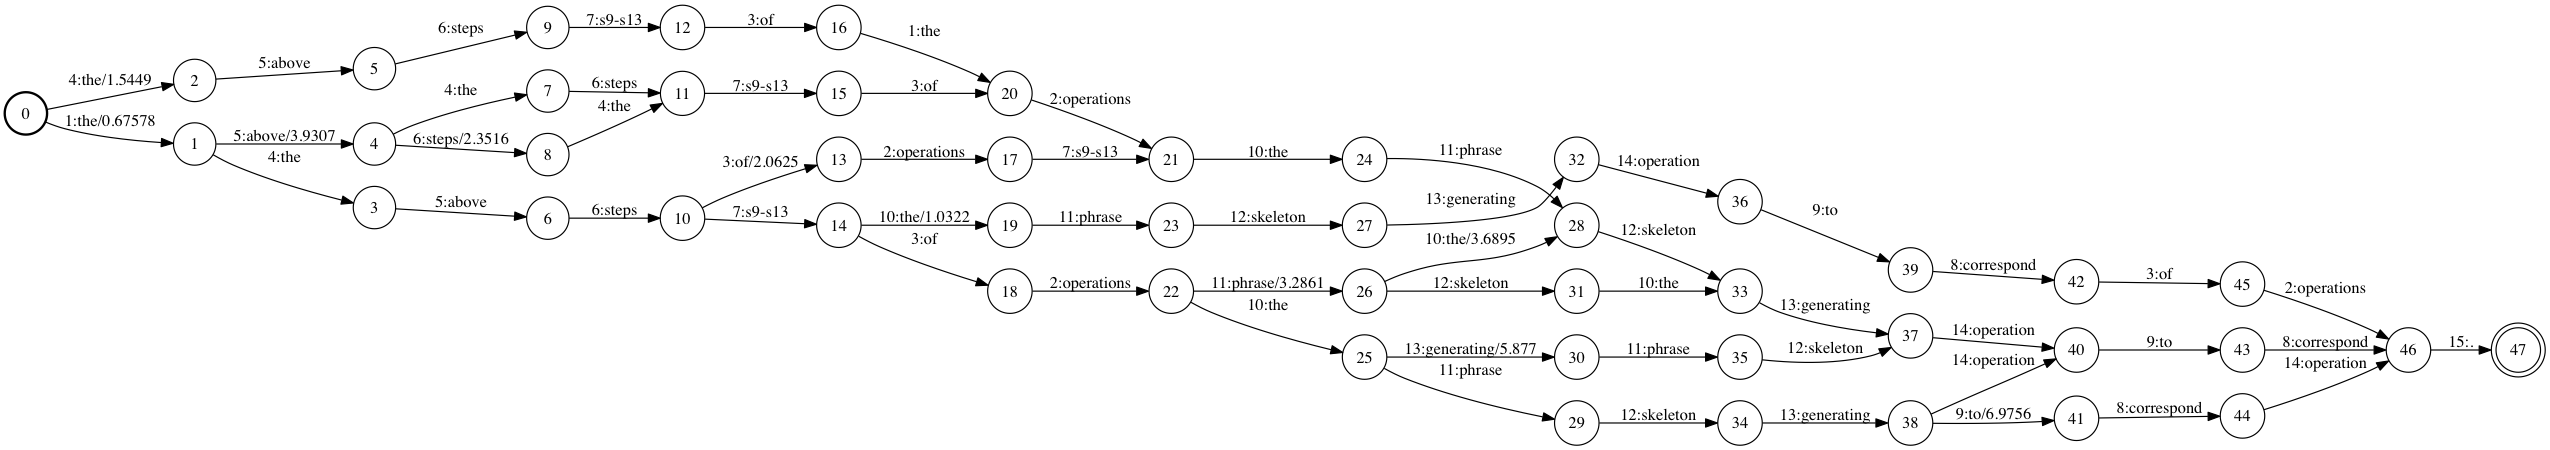 9 7:s9-s13 12 3:of 16
6:steps 1:the
4:the/1.5449 2 5:above 5
4:the 7 6:steps 11 7:s9-s13 15 3:of 20 2:operations
0 4:the
1:the/0.67578 1 5:above/3.9307 4 6:steps/2.3516 8
4:the 3:of/2.0625 13 2:operations 17 7:s9-s13 21 10:the 24 11:phrase 32 14:operation
3 5:above 6 6:steps 10 7:s9-s13 14 10:the/1.0322 19 11:phrase 23 12:skeleton 27 13:generating 36 9:to
3:of 10:the/3.6895 28 12:skeleton
39 8:correspond 42 3:of 45 2:operations
18 2:operations 22 11:phrase/3.2861 26 12:skeleton 31 10:the 33 13:generating
10:the 37 14:operation
25 13:generating/5.877 30 11:phrase 35 12:skeleton 14:operation 40 9:to 43 8:correspond 46 15:. 47
11:phrase 14:operation
29 12:skeleton 34 13:generating 38 9:to/6.9756 41 8:correspond 44